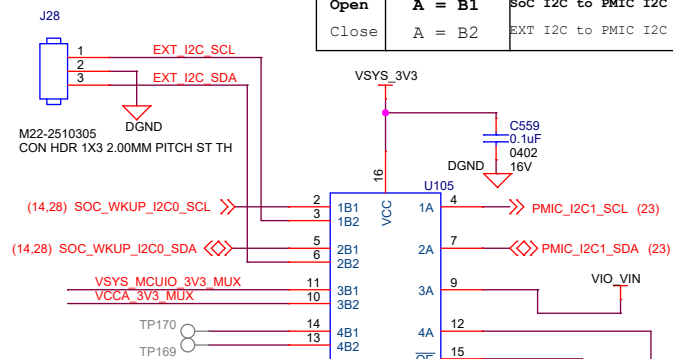 Open A = B1 SoC I2C to PMIC I2C
Close A = B2 EXT I2C to PMIC I2C
J28
1 EXT_I2C_SCL
2
3 EXT_I2C_SDA
DGND
M22-2510305
CON HDR 1X3 2.00MM PITCH ST TH
VSYS_3V3
C559
0.1uF
0402
16V
DGND
16
VCC
U105
(14,28) SOC_WKUP_I2C0_SCL 2 1B1 1A 4 PMIC_I2C1_SCL (23)
3 1B2
(14,28) SOC_WKUP_I2C0_SDA 5 2B1 2A 7 PMIC_I2C1_SDA (23)
6 2B2
VSYS_MCUIO_3V3_MUX 11 3B1 3A 9 VIO_VIN
VCCA_3V3_MUX 10 3B2
TP170 14 4B1 4A 12
TP169 13 4B2
OE 15